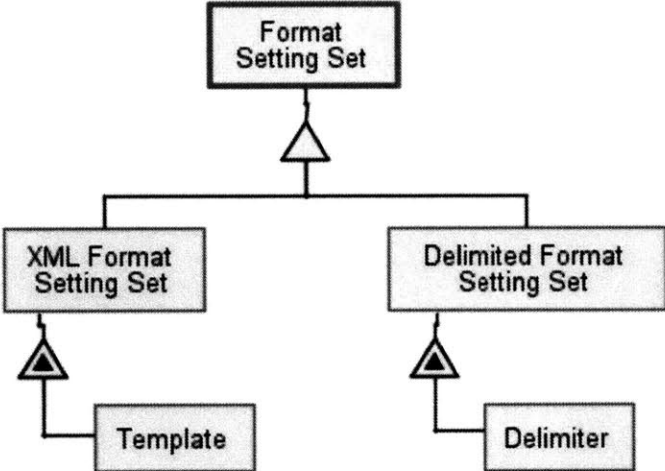 Format
Setting Set
XML Format
Setting Set
Delimited Format
Setting Set
Template
Delimiter